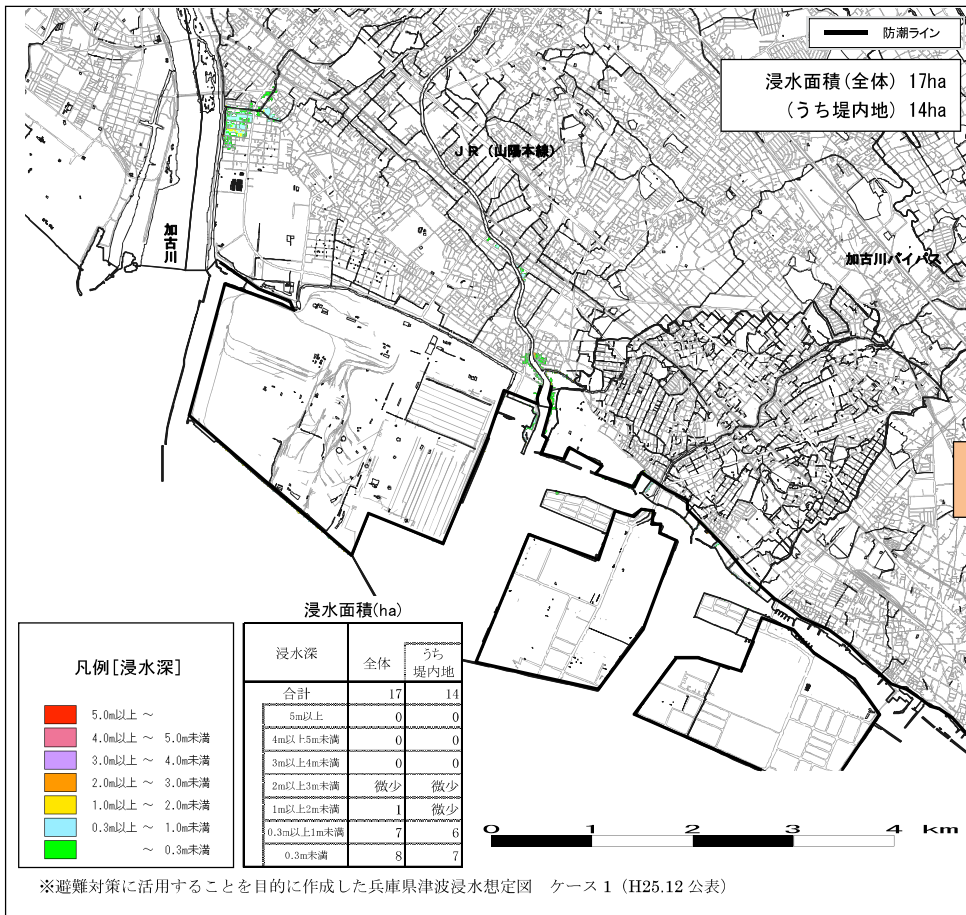 防潮ライン
浸水面積(全体) 17ha
(うち堤内地) 14ha
JR (山陽本線)
加古川
加古川バイパス
浸水面積(ha)
浸水深 全体 うち堤内地
合計 17 14
5m以上 0 0
4m以上5m未満 0 0
3m以上4m未満 0 0
2m以上3m未満 微少 微少
1m以上2m未満 1 微少
0.3m以上1m未満 7 6
0.3m未満 8 7
凡例[浸水深]
5.0m以上 ～
4.0m以上 ～ 5.0m未満
3.0m以上 ～ 4.0m未満
2.0m以上 ～ 3.0m未満
1.0m以上 ～ 2.0m未満
0.3m以上 ～ 1.0m未満
～ 0.3m未満
0 1 2 3 4 km
※避難対策に活用することを目的に作成した兵庫県津波浸水想定図 ケース1（H25.12 公表）